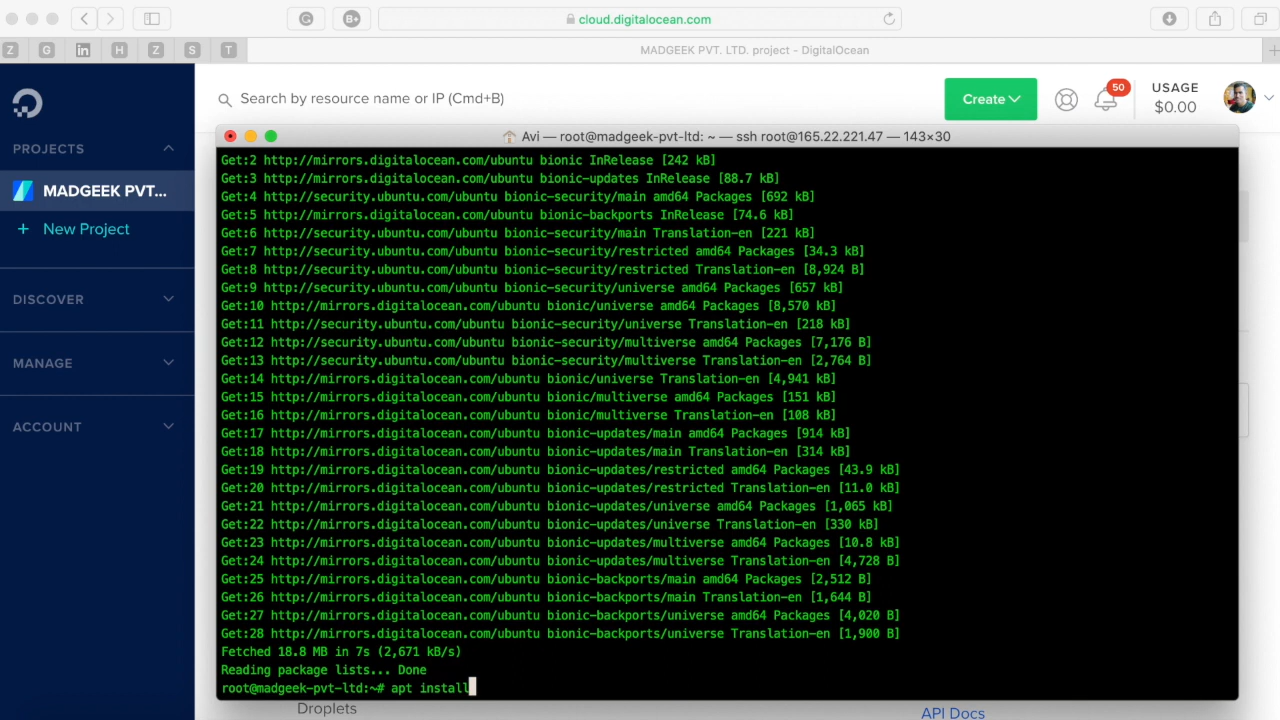 cloud.digitalocean.com
Z G in H Z S T
MADGEEK PVT. LTD. project - DigitalOcean
Search by resource name or IP (Cmd+B)
Create
50
USAGE
$0.00
PROJECTS
MADGEEK PVT...
+ New Project
DISCOVER
MANAGE
ACCOUNT
Avi — root@madgeek-pvt-ltd: ~ — ssh root@165.22.221.47 — 143×30
Get:2 http://mirrors.digitalocean.com/ubuntu bionic InRelease [242 kB]
Get:3 http://mirrors.digitalocean.com/ubuntu bionic-updates InRelease [88.7 kB]
Get:4 http://security.ubuntu.com/ubuntu bionic-security/main amd64 Packages [692 kB]
Get:5 http://mirrors.digitalocean.com/ubuntu bionic-backports InRelease [74.6 kB]
Get:6 http://security.ubuntu.com/ubuntu bionic-security/main Translation-en [221 kB]
Get:7 http://security.ubuntu.com/ubuntu bionic-security/restricted amd64 Packages [34.3 kB]
Get:8 http://security.ubuntu.com/ubuntu bionic-security/restricted Translation-en [8,924 B]
Get:9 http://security.ubuntu.com/ubuntu bionic-security/universe amd64 Packages [657 kB]
Get:10 http://mirrors.digitalocean.com/ubuntu bionic/universe amd64 Packages [8,570 kB]
Get:11 http://security.ubuntu.com/ubuntu bionic-security/universe Translation-en [218 kB]
Get:12 http://security.ubuntu.com/ubuntu bionic-security/multiverse amd64 Packages [7,176 B]
Get:13 http://security.ubuntu.com/ubuntu bionic-security/multiverse Translation-en [2,764 B]
Get:14 http://mirrors.digitalocean.com/ubuntu bionic/universe Translation-en [4,941 kB]
Get:15 http://mirrors.digitalocean.com/ubuntu bionic/multiverse amd64 Packages [151 kB]
Get:16 http://mirrors.digitalocean.com/ubuntu bionic/multiverse Translation-en [108 kB]
Get:17 http://mirrors.digitalocean.com/ubuntu bionic-updates/main amd64 Packages [914 kB]
Get:18 http://mirrors.digitalocean.com/ubuntu bionic-updates/main Translation-en [314 kB]
Get:19 http://mirrors.digitalocean.com/ubuntu bionic-updates/restricted amd64 Packages [43.9 kB]
Get:20 http://mirrors.digitalocean.com/ubuntu bionic-updates/restricted Translation-en [11.0 kB]
Get:21 http://mirrors.digitalocean.com/ubuntu bionic-updates/universe amd64 Packages [1,065 kB]
Get:22 http://mirrors.digitalocean.com/ubuntu bionic-updates/universe Translation-en [330 kB]
Get:23 http://mirrors.digitalocean.com/ubuntu bionic-updates/multiverse amd64 Packages [10.8 kB]
Get:24 http://mirrors.digitalocean.com/ubuntu bionic-updates/multiverse Translation-en [4,728 B]
Get:25 http://mirrors.digitalocean.com/ubuntu bionic-backports/main amd64 Packages [2,512 B]
Get:26 http://mirrors.digitalocean.com/ubuntu bionic-backports/main Translation-en [1,644 B]
Get:27 http://mirrors.digitalocean.com/ubuntu bionic-backports/universe amd64 Packages [4,020 B]
Get:28 http://mirrors.digitalocean.com/ubuntu bionic-backports/universe Translation-en [1,900 B]
Fetched 18.8 MB in 7s (2,671 kB/s)
Reading package lists... Done
root@madgeek-pvt-ltd:~# apt install
Droplets
API Docs